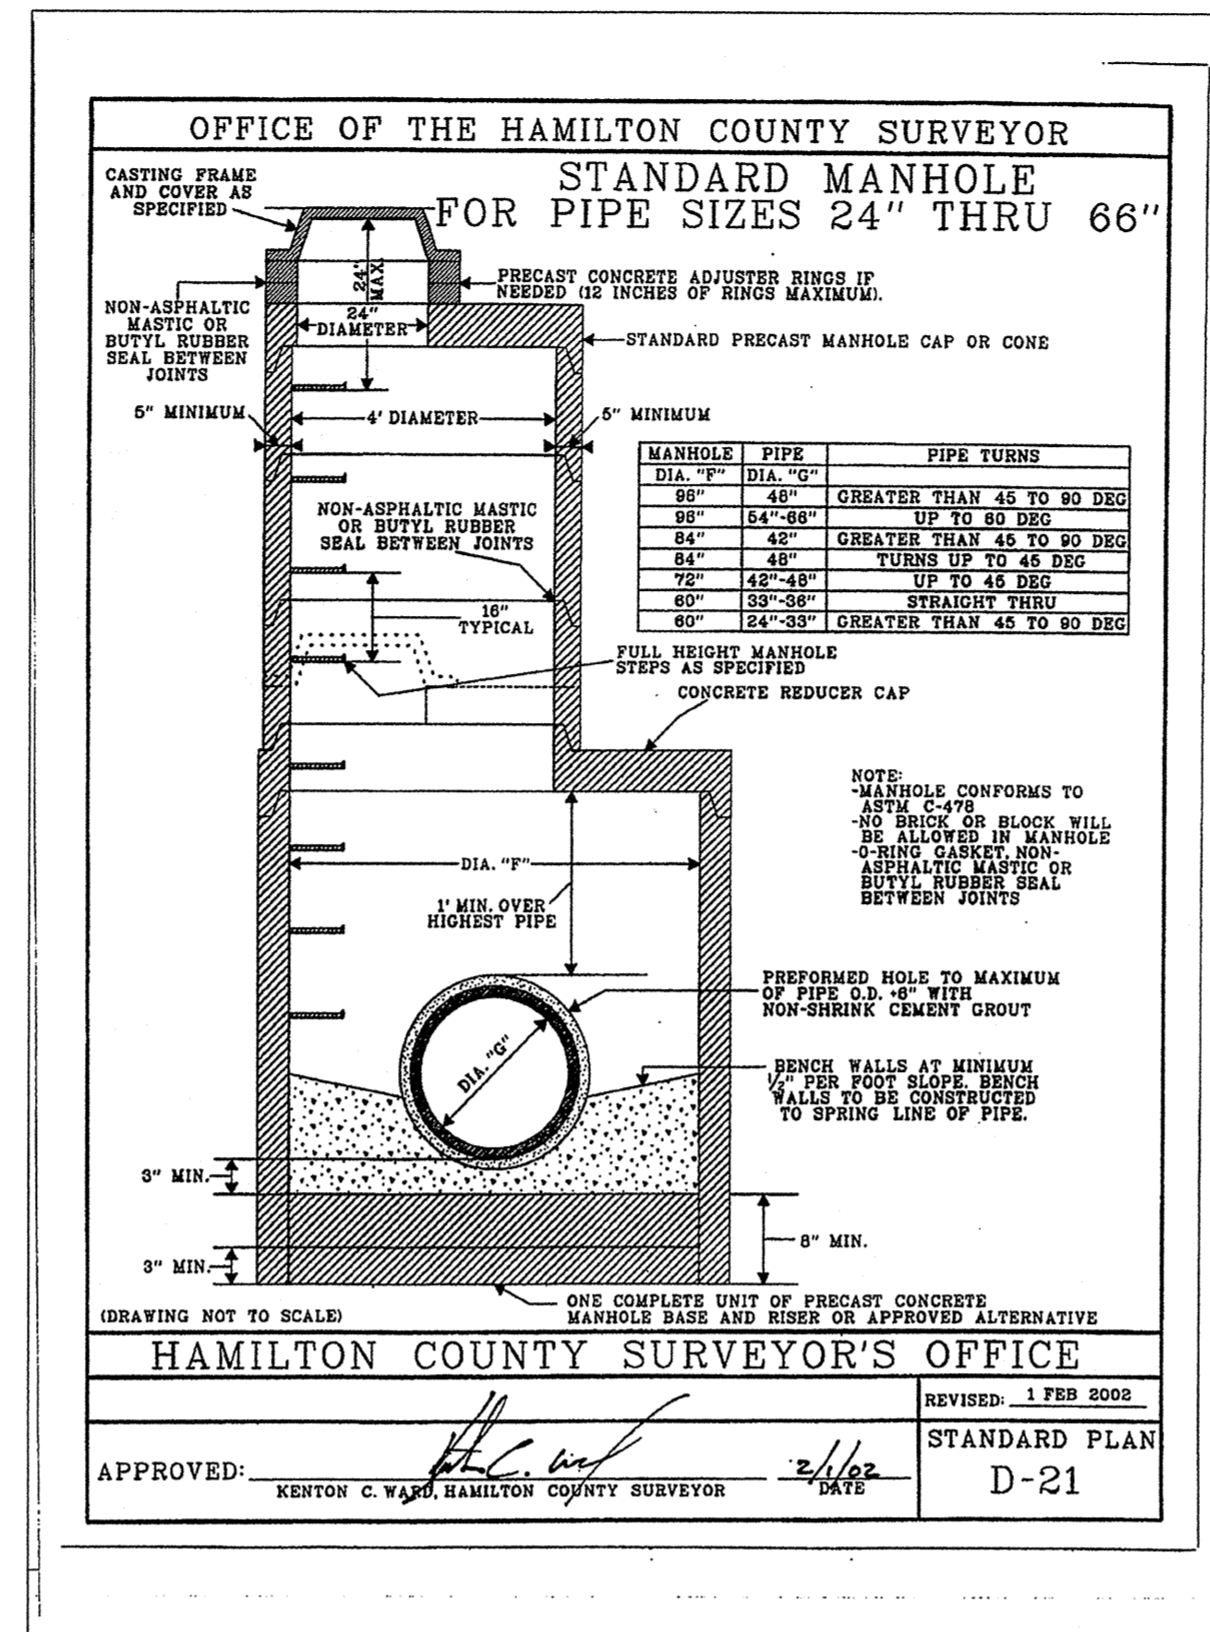 OFFICE OF THE HAMILTON COUNTY SURVEYOR
STANDARD MANHOLE
FOR PIPE SIZES 24" THRU 66"
CASTING FRAME
AND COVER AS
SPECIFIED
24"
MAX.
PRECAST CONCRETE ADJUSTER RINGS IF
NEEDED (12 INCHES OF RINGS MAXIMUM).
NON-ASPHALTIC
MASTIC OR
BUTYL RUBBER
SEAL BETWEEN
JOINTS
24"
DIAMETER
STANDARD PRECAST MANHOLE CAP OR CONE
5" MINIMUM
4' DIAMETER
5" MINIMUM
MANHOLE PIPE PIPE TURNS
DIA. "F" DIA. "G"
96" 48" GREATER THAN 45 TO 90 DEG
96" 54"-66" UP TO 60 DEG
84" 42" GREATER THAN 45 TO 90 DEG
84" 48" TURNS UP TO 45 DEG
72" 42"-48" UP TO 45 DEG
60" 33"-36" STRAIGHT THRU
60" 24"-33" GREATER THAN 45 TO 90 DEG
NON-ASPHALTIC MASTIC
OR BUTYL RUBBER
SEAL BETWEEN JOINTS
16"
TYPICAL
FULL HEIGHT MANHOLE
STEPS AS SPECIFIED
CONCRETE REDUCER CAP
NOTE:
-MANHOLE CONFORMS TO
ASTM C-478
-NO BRICK OR BLOCK WILL
BE ALLOWED IN MANHOLE
-O-RING GASKET, NON-
ASPHALTIC MASTIC OR
BUTYL RUBBER SEAL
BETWEEN JOINTS
DIA. "F"
1' MIN. OVER
HIGHEST PIPE
PREFORMED HOLE TO MAXIMUM
OF PIPE O.D. +6" WITH
NON-SHRINK CEMENT GROUT
DIA. "G"
BENCH WALLS AT MINIMUM
1/2" PER FOOT SLOPE. BENCH
WALLS TO BE CONSTRUCTED
TO SPRING LINE OF PIPE.
3" MIN.
8" MIN.
3" MIN.
ONE COMPLETE UNIT OF PRECAST CONCRETE
MANHOLE BASE AND RISER OR APPROVED ALTERNATIVE
(DRAWING NOT TO SCALE)
HAMILTON COUNTY SURVEYOR'S OFFICE
REVISED: 1 FEB 2002
STANDARD PLAN
D-21
APPROVED: 2/1/02
KENTON C. WARD, HAMILTON COUNTY SURVEYOR DATE